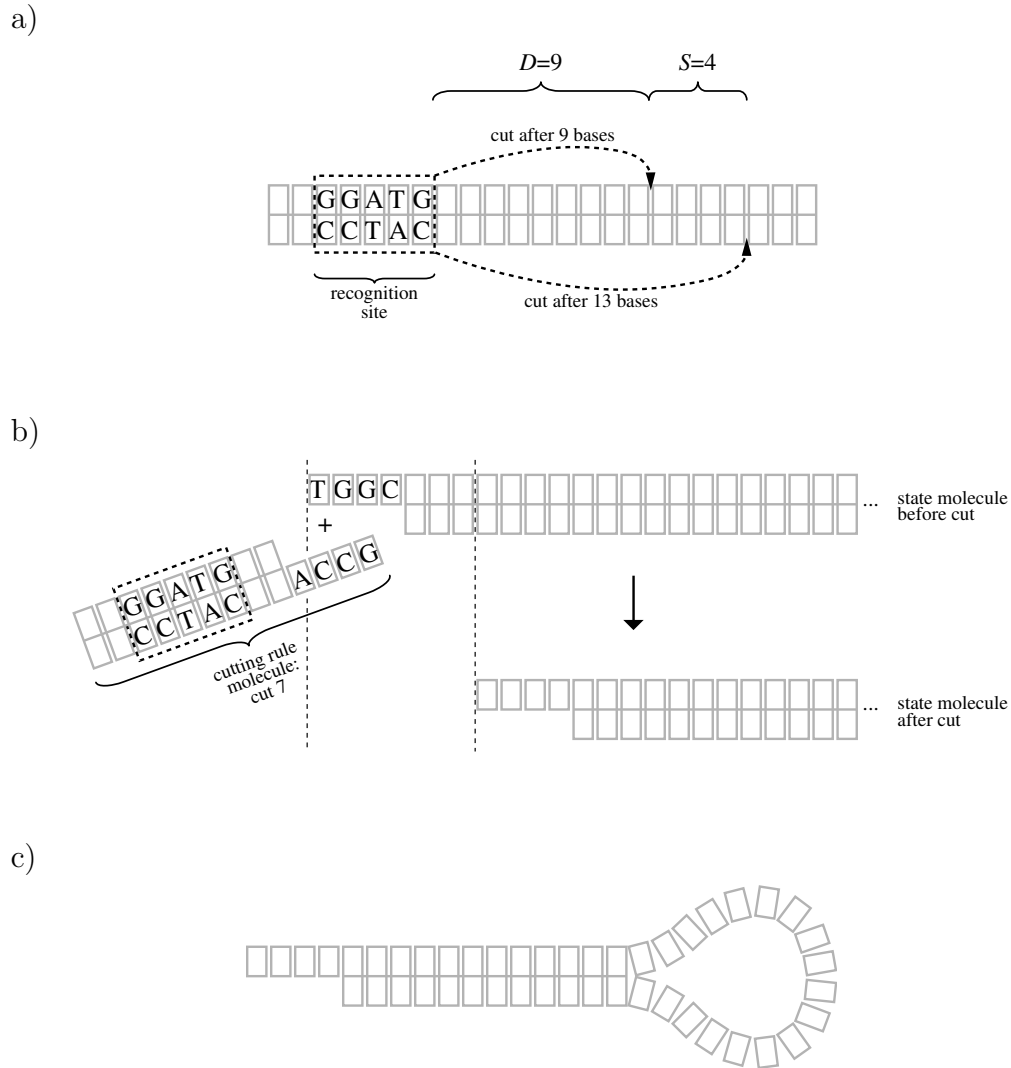 a)
D=9 S=4
cut after 9 bases
GGATG
CCTAC
recognition
site
cut after 13 bases
b)
TGGC
+
ACCG
GGATG
CCTAC
cutting rule
molecule:
cut 7
... state molecule
before cut
... state molecule
after cut
c)